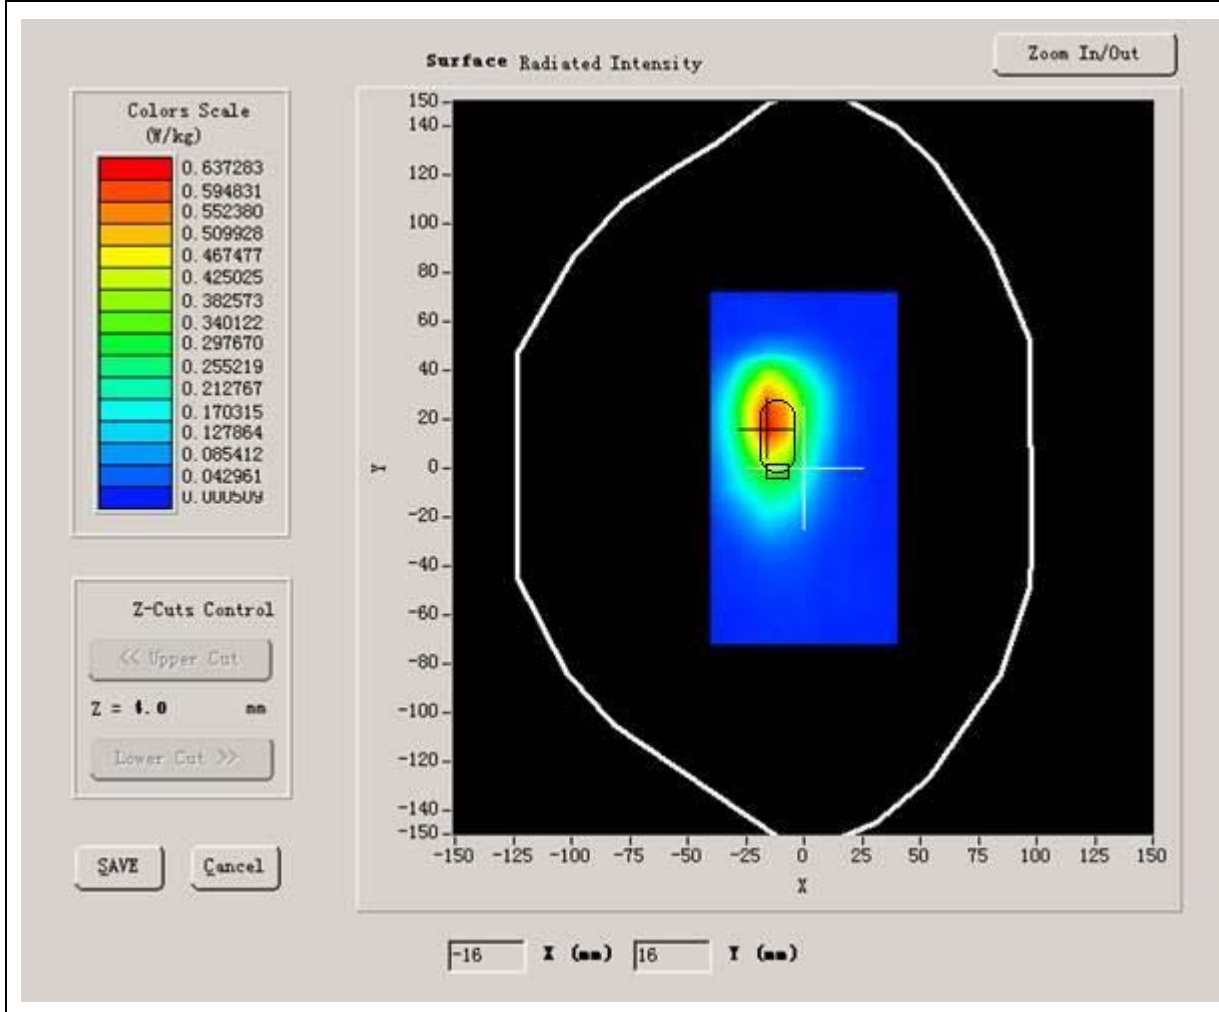 Surface Radiated Intensity
Zoom In/Out
Colors Scale
(W/kg)
0.637283
0.594831
0.552380
0.509928
0.467477
0.425025
0.382573
0.340122
0.297670
0.255219
0.212767
0.170315
0.127864
0.085412
0.042961
0.000509
Z-Cuts Control
<< Upper Cut
Z = 4.0 mm
Lower Cut >>
SAVE
Cancel
150
140
120
100
80
60
40
20
0
-20
-40
-60
-80
-100
-120
-140
-150
Y
-150 -125 -100 -75 -50 -25 0 25 50 75 100 125 150
X
-16 X (mm) 16 Y (mm)